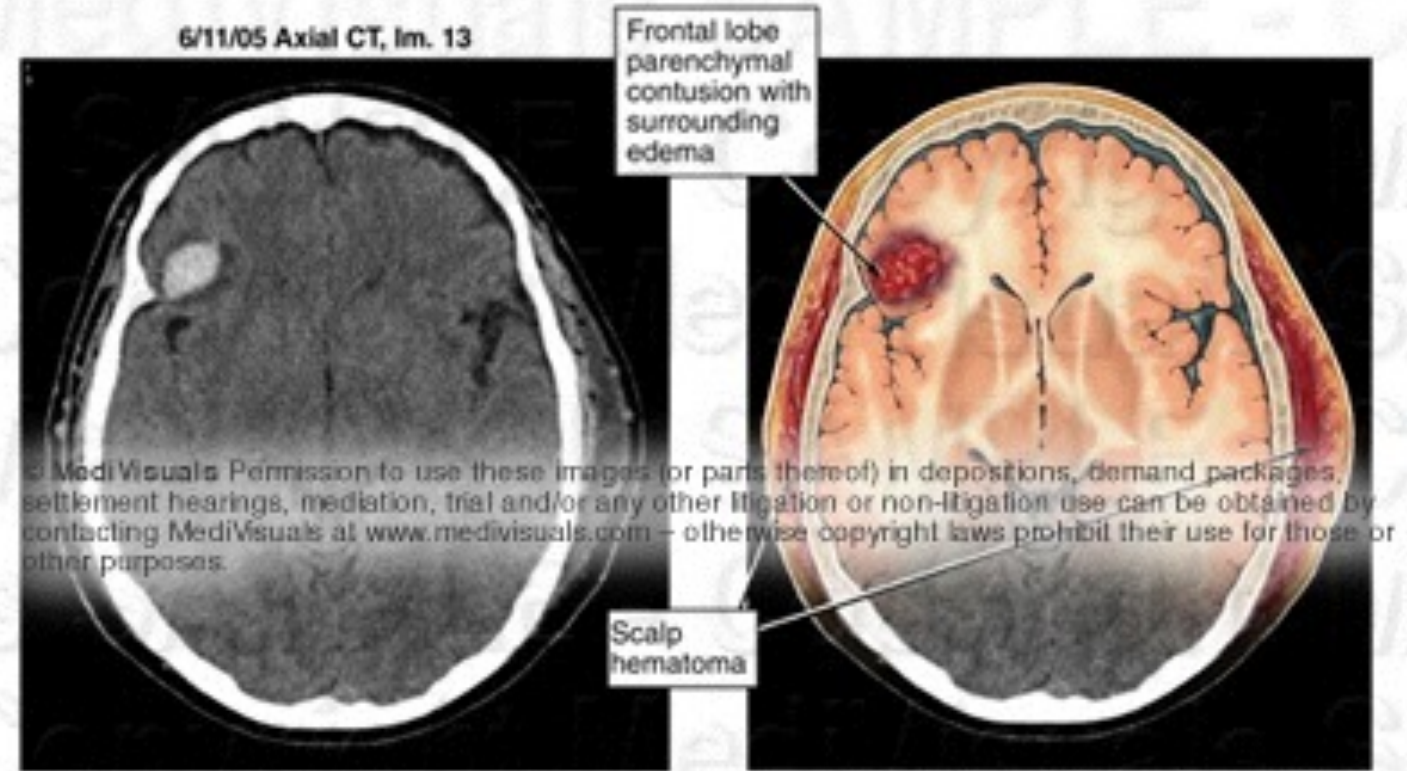 6/11/05 Axial CT, Im. 13
Frontal lobe
parenchymal
contusion with
surrounding
edema
© MediVisuals Permission to use these images (or parts thereof) in depositions, demand packages,
settlement hearings, mediation, trial and/or any other litigation or non-litigation use can be obtained by
contacting MediVisuals at www.medivisuals.com – otherwise copyright laws prohibit their use for those or
other purposes.
Scalp
hematoma